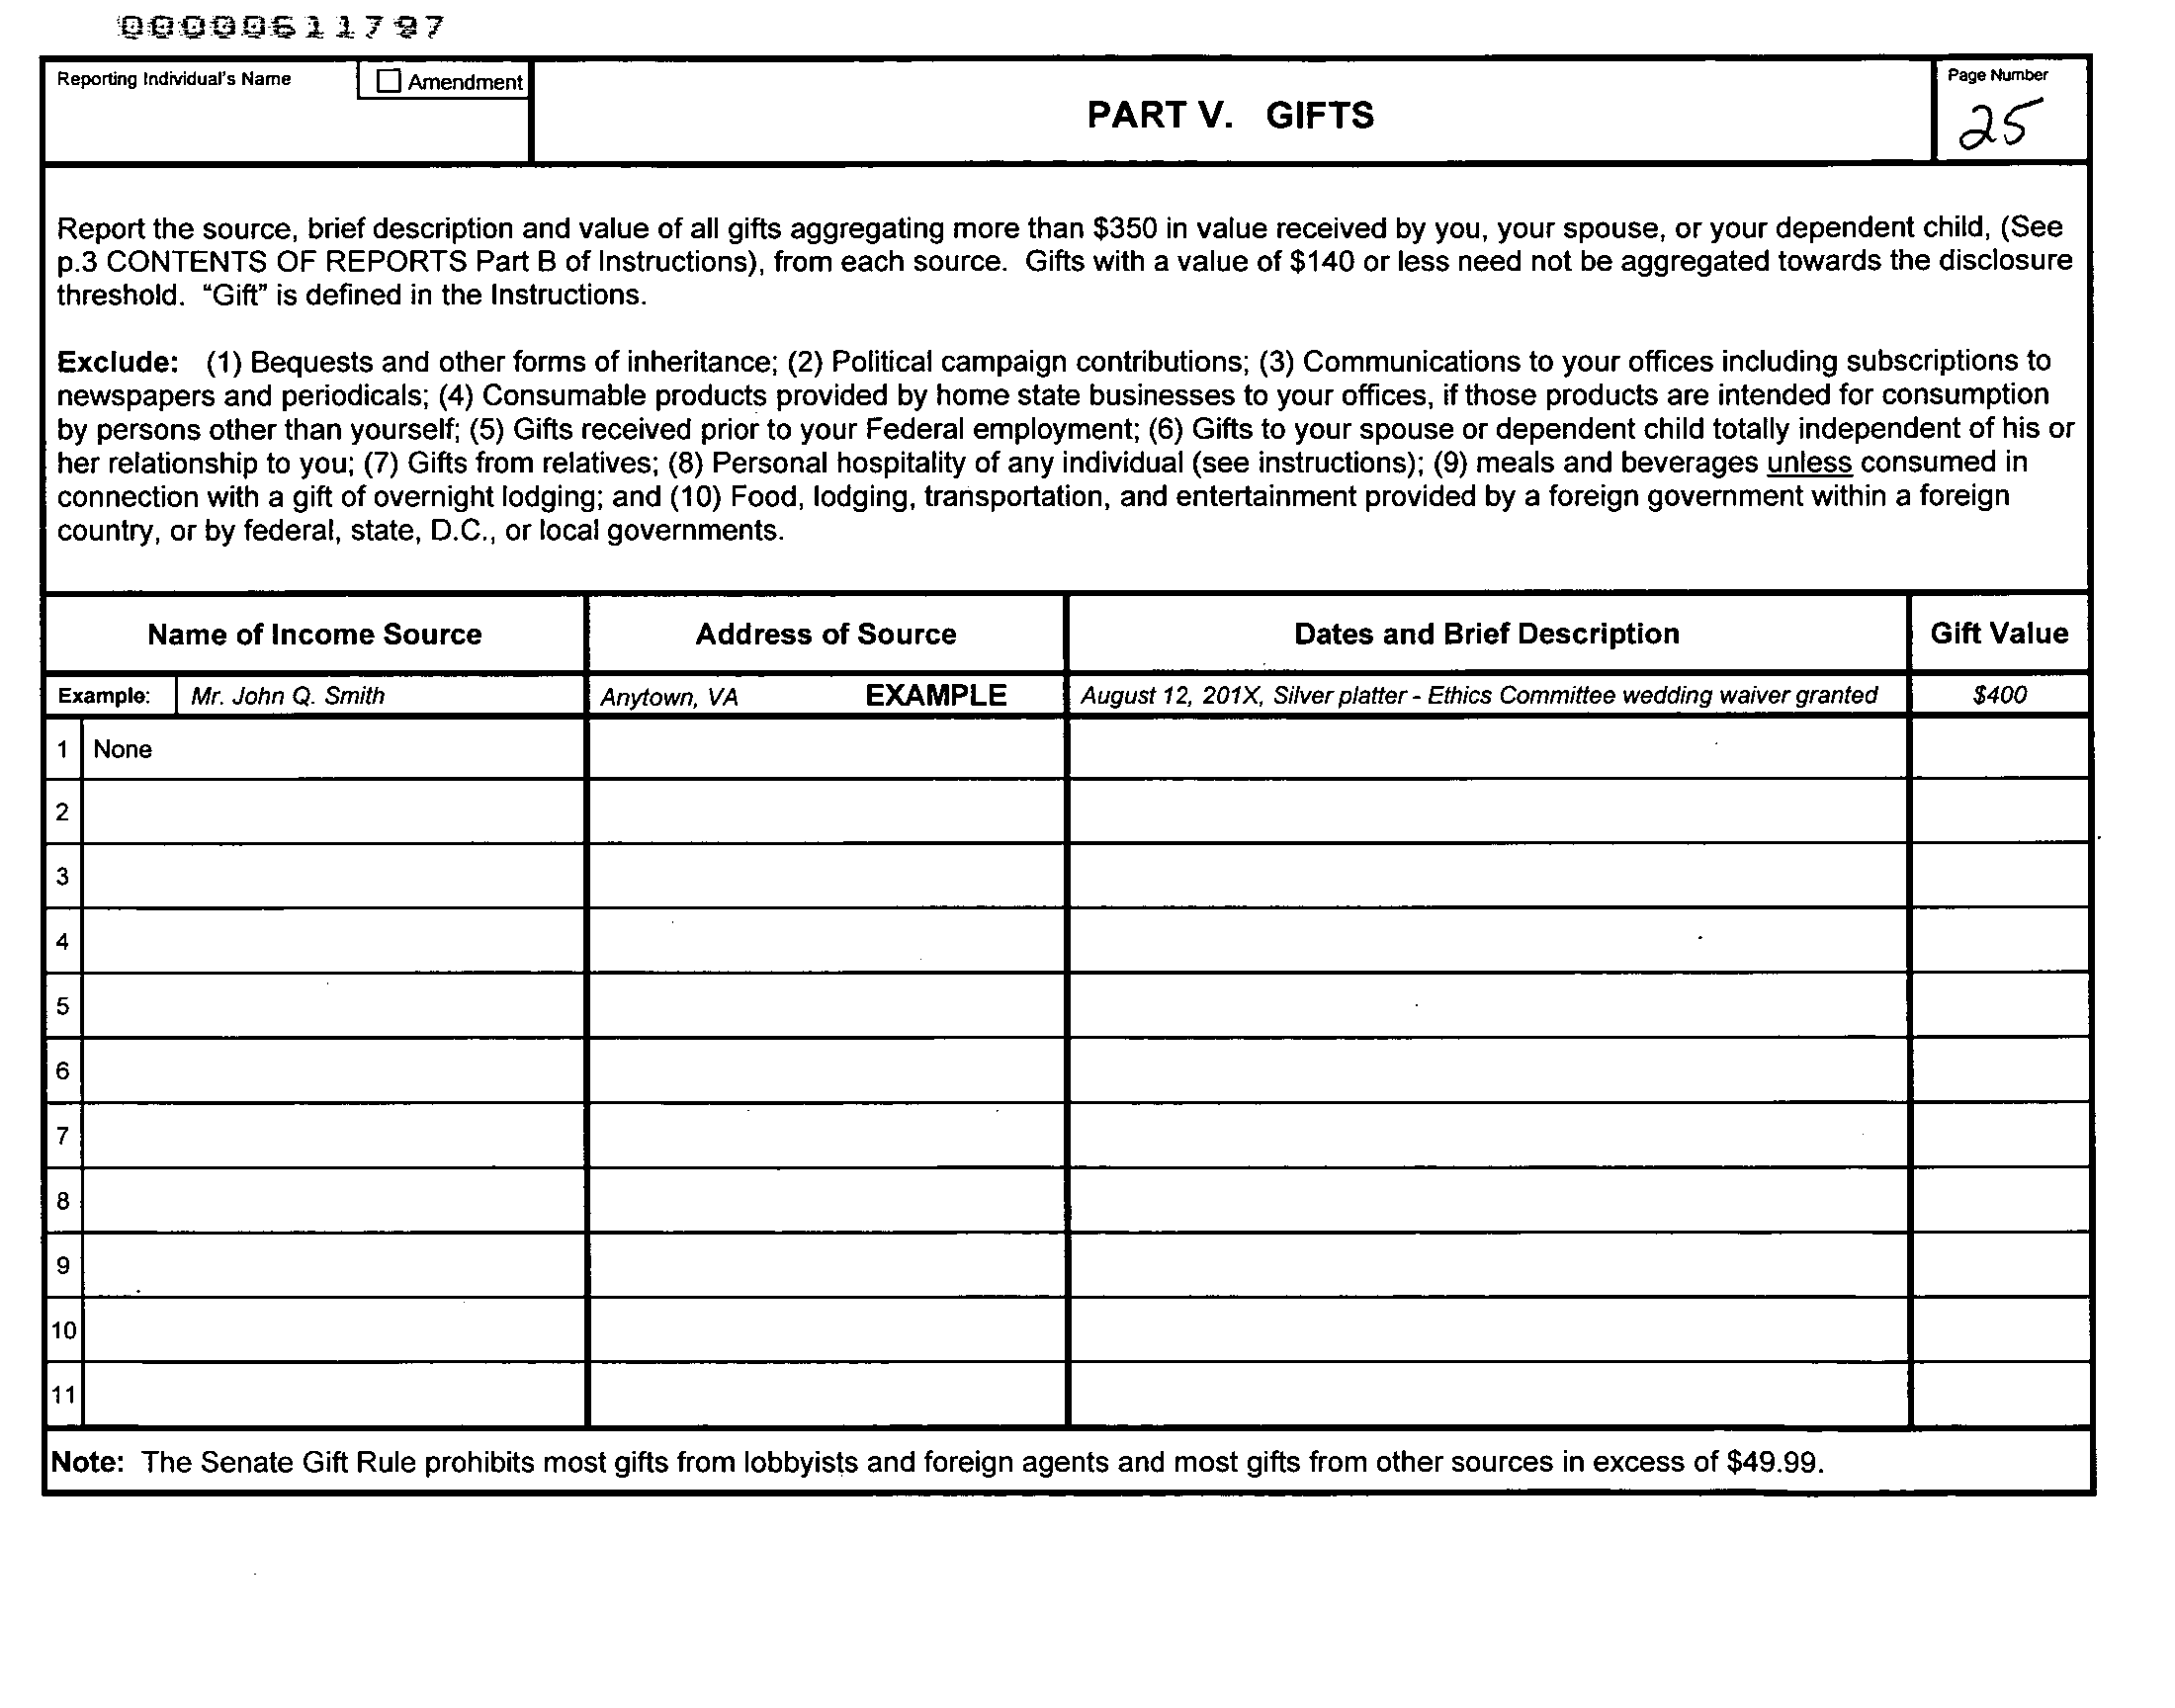 00000611797
Reporting Individual's Name
Amendment
PART V. GIFTS
Page Number
25
Report the source, brief description and value of all gifts aggregating more than $350 in value received by you, your spouse, or your dependent child, (See
p.3 CONTENTS OF REPORTS Part B of Instructions), from each source. Gifts with a value of $140 or less need not be aggregated towards the disclosure
threshold. "Gift" is defined in the Instructions.
Exclude: (1) Bequests and other forms of inheritance; (2) Political campaign contributions; (3) Communications to your offices including subscriptions to
newspapers and periodicals; (4) Consumable products provided by home state businesses to your offices, if those products are intended for consumption
by persons other than yourself; (5) Gifts received prior to your Federal employment; (6) Gifts to your spouse or dependent child totally independent of his or
her relationship to you; (7) Gifts from relatives; (8) Personal hospitality of any individual (see instructions); (9) meals and beverages unless consumed in
connection with a gift of overnight lodging; and (10) Food, lodging, transportation, and entertainment provided by a foreign government within a foreign
country, or by federal, state, D.C., or local governments.
Name of Income Source Address of Source Dates and Brief Description Gift Value
Example: Mr. John Q. Smith Anytown, VA EXAMPLE August 12, 201X, Silver platter - Ethics Committee wedding waiver granted $400
1 None
2
3
4
5
6
7
8
9
10
11
Note: The Senate Gift Rule prohibits most gifts from lobbyists and foreign agents and most gifts from other sources in excess of $49.99.